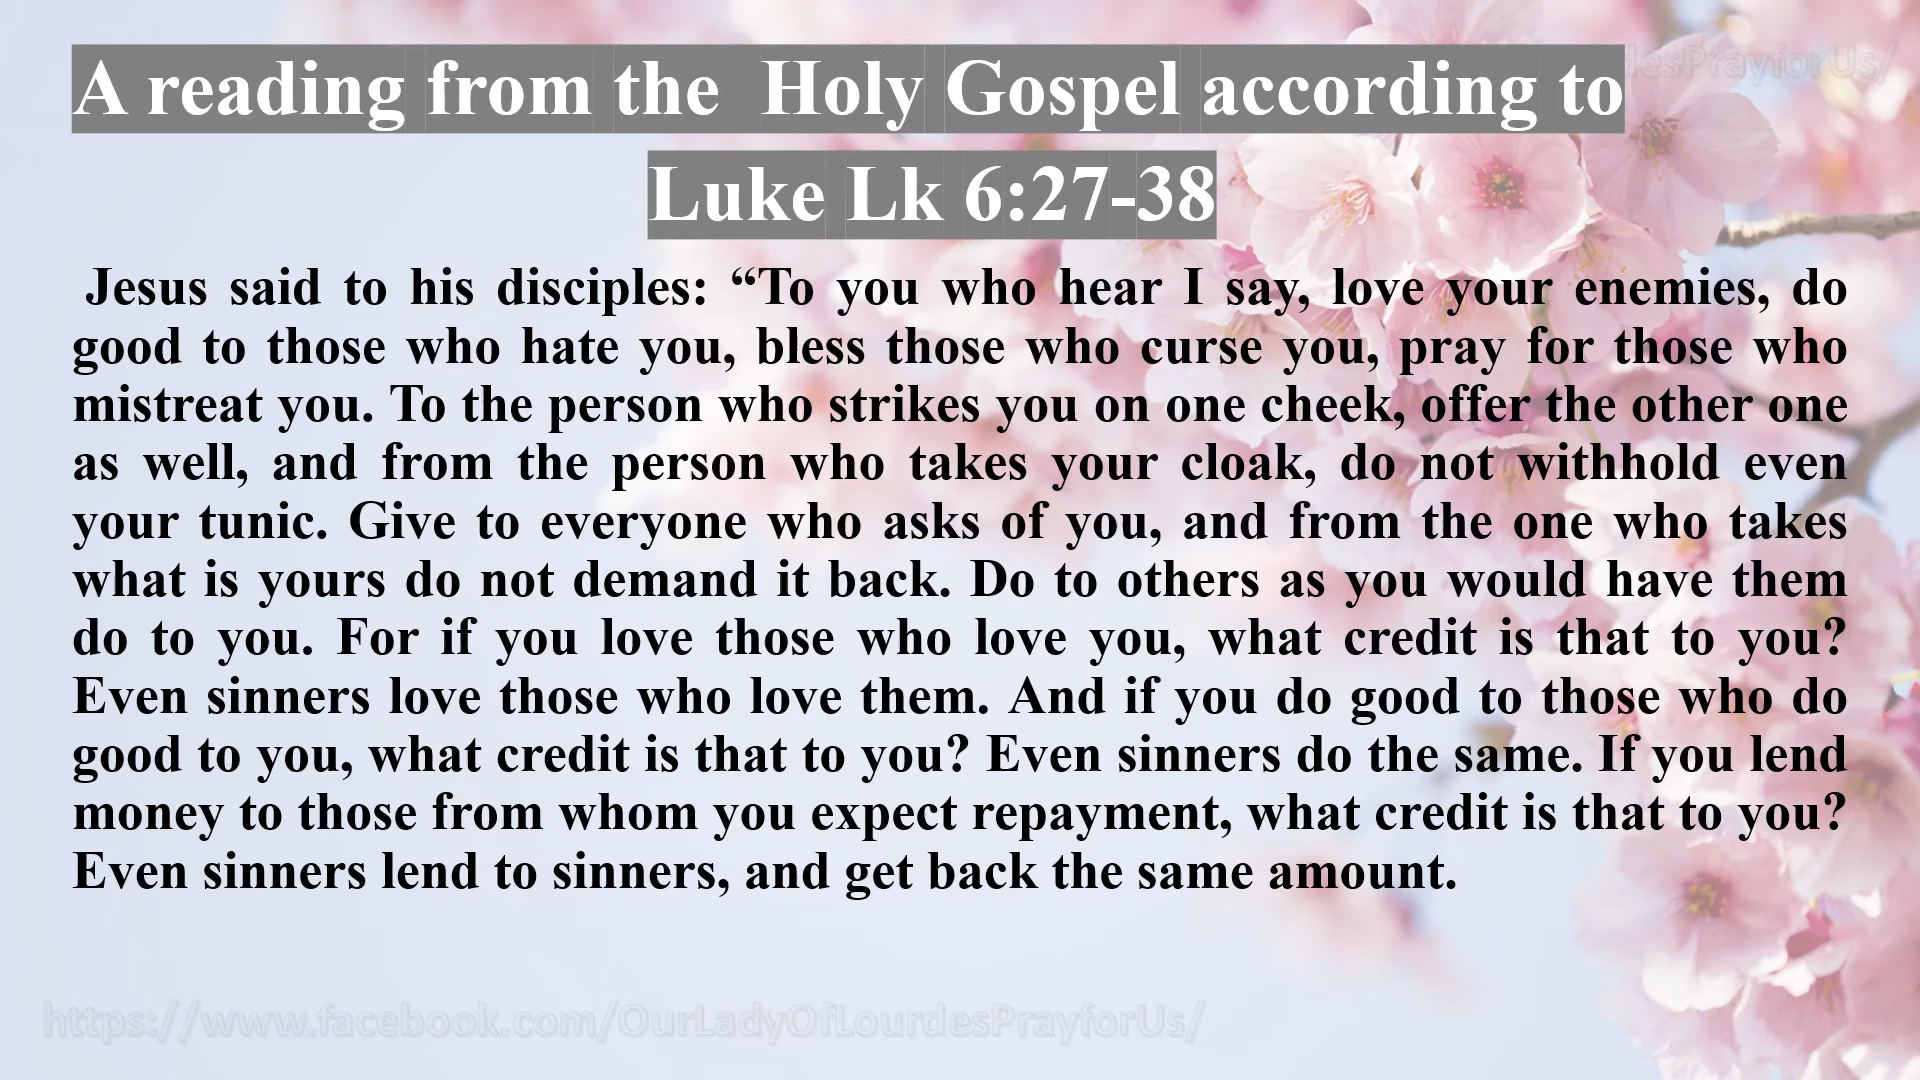 A reading from the  Holy Gospel according to
Luke Lk 6:27-38
desPrayforUs/
Jesus said to his disciples: “To you who hear I say, love your enemies, do
good to those who hate you, bless those who curse you, pray for those who
mistreat you. To the person who strikes you on one cheek, offer the other one
as well, and from the person who takes your cloak, do not withhold even
your tunic. Give to everyone who asks of you, and from the one who takes
what is yours do not demand it back. Do to others as you would have them
do to you. For if you love those who love you, what credit is that to you?
Even sinners love those who love them. And if you do good to those who do
good to you, what credit is that to you? Even sinners do the same. If you lend
money to those from whom you expect repayment, what credit is that to you?
Even sinners lend to sinners, and get back the same amount.
https://www.facebook.com/OurLadyOfLourdesPrayforUs/